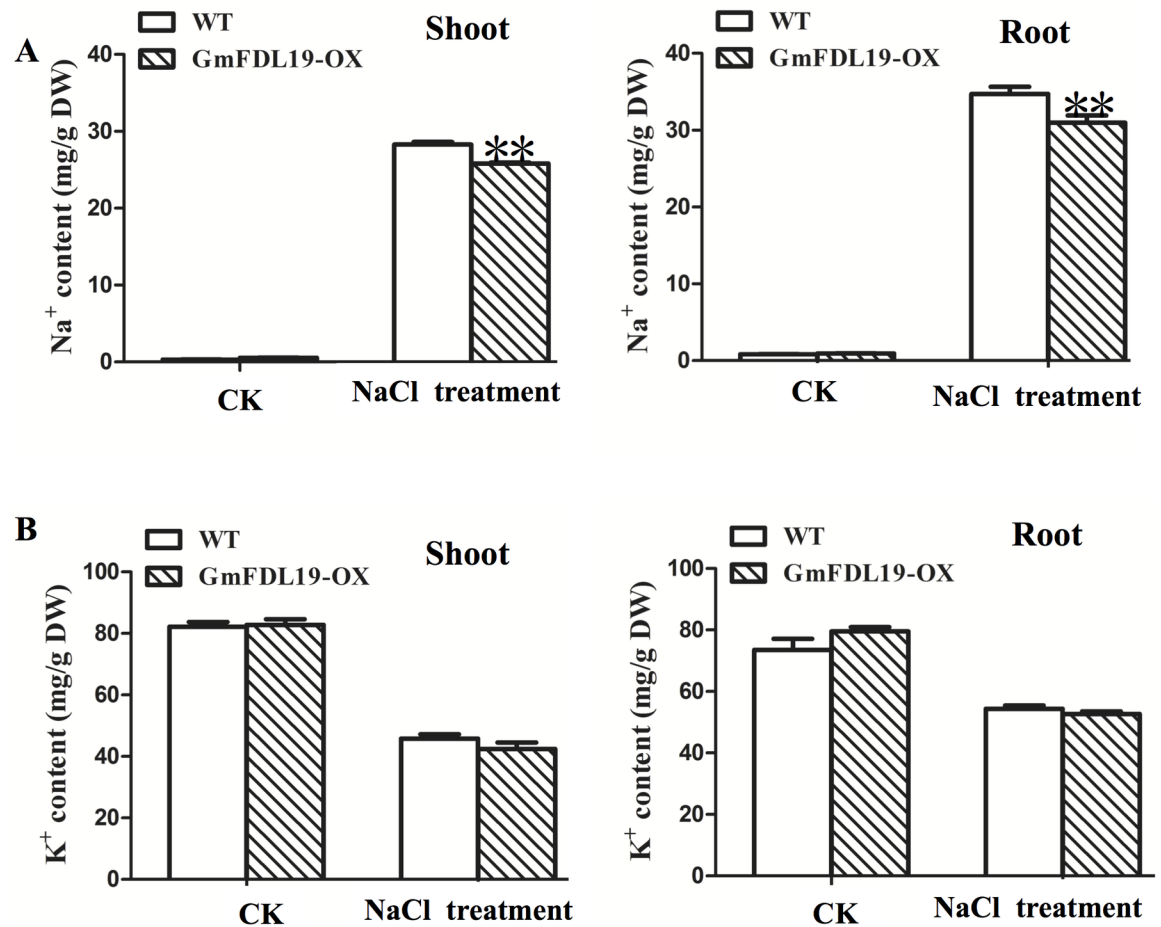 A
WT
GmFDL19-OX
Shoot
Na+ content (mg/g DW)
40
30
20
10
0
CK
NaCl treatment
**
WT
GmFDL19-OX
Root
Na+ content (mg/g DW)
40
30
20
10
0
CK
NaCl treatment
**
B
WT
GmFDL19-OX
Shoot
K+ content (mg/g DW)
100
80
60
40
20
0
CK
NaCl treatment
WT
GmFDL19-OX
Root
K+ content (mg/g DW)
100
80
60
40
20
0
CK
NaCl treatment